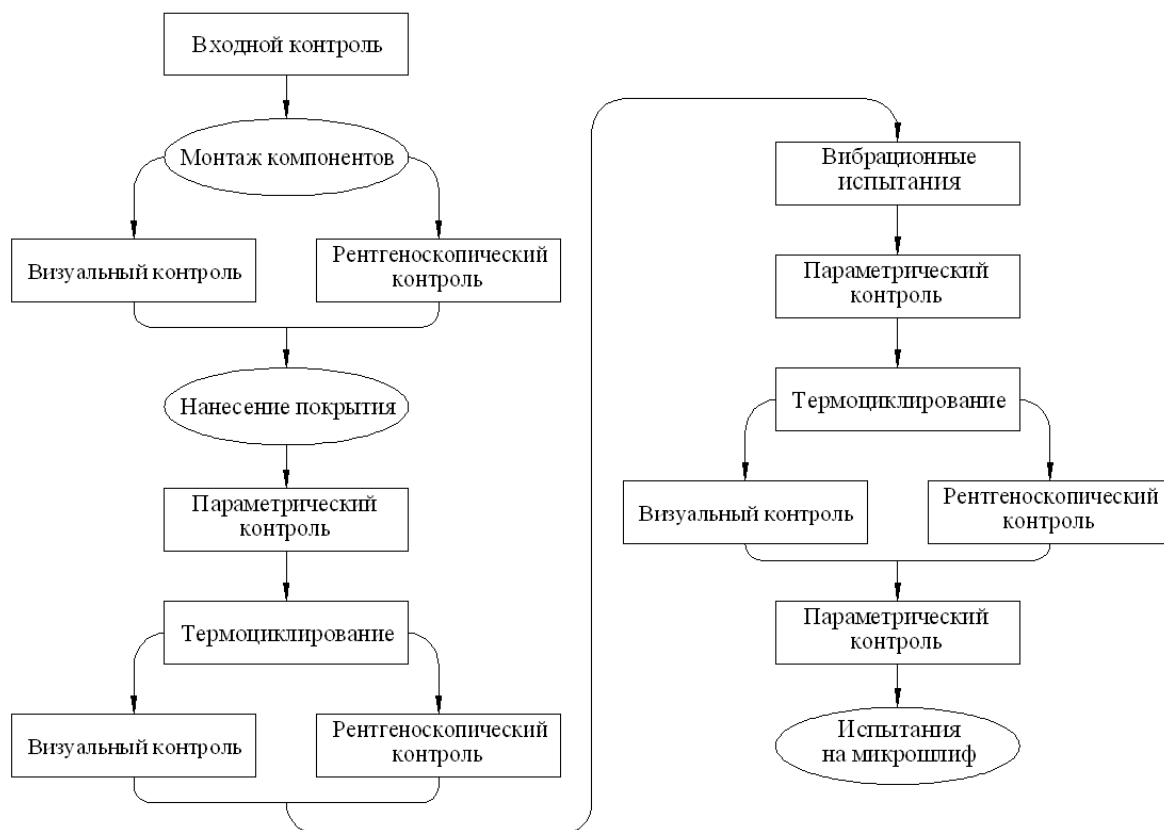 Входной контроль
Монтаж компонентов
Визуальный контроль
Рентгеноскопический
контроль
Нанесение покрытия
Параметрический
контроль
Термоциклирование
Визуальный контроль
Рентгеноскопический
контроль
Вибрационные
испытания
Параметрический
контроль
Термоциклирование
Визуальный контроль
Рентгеноскопический
контроль
Параметрический
контроль
Испытания
на микрошлиф